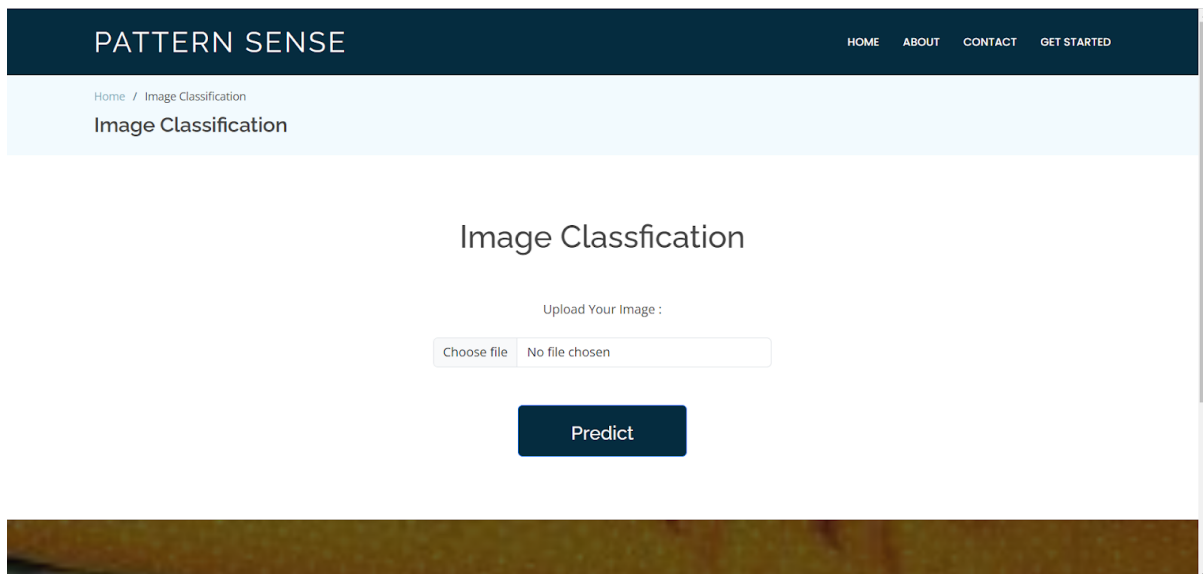 PATTERN SENSE
HOME ABOUT CONTACT GET STARTED
Home / Image Classification
Image Classification
Image Classfication
Upload Your Image :
Choose file No file chosen
Predict